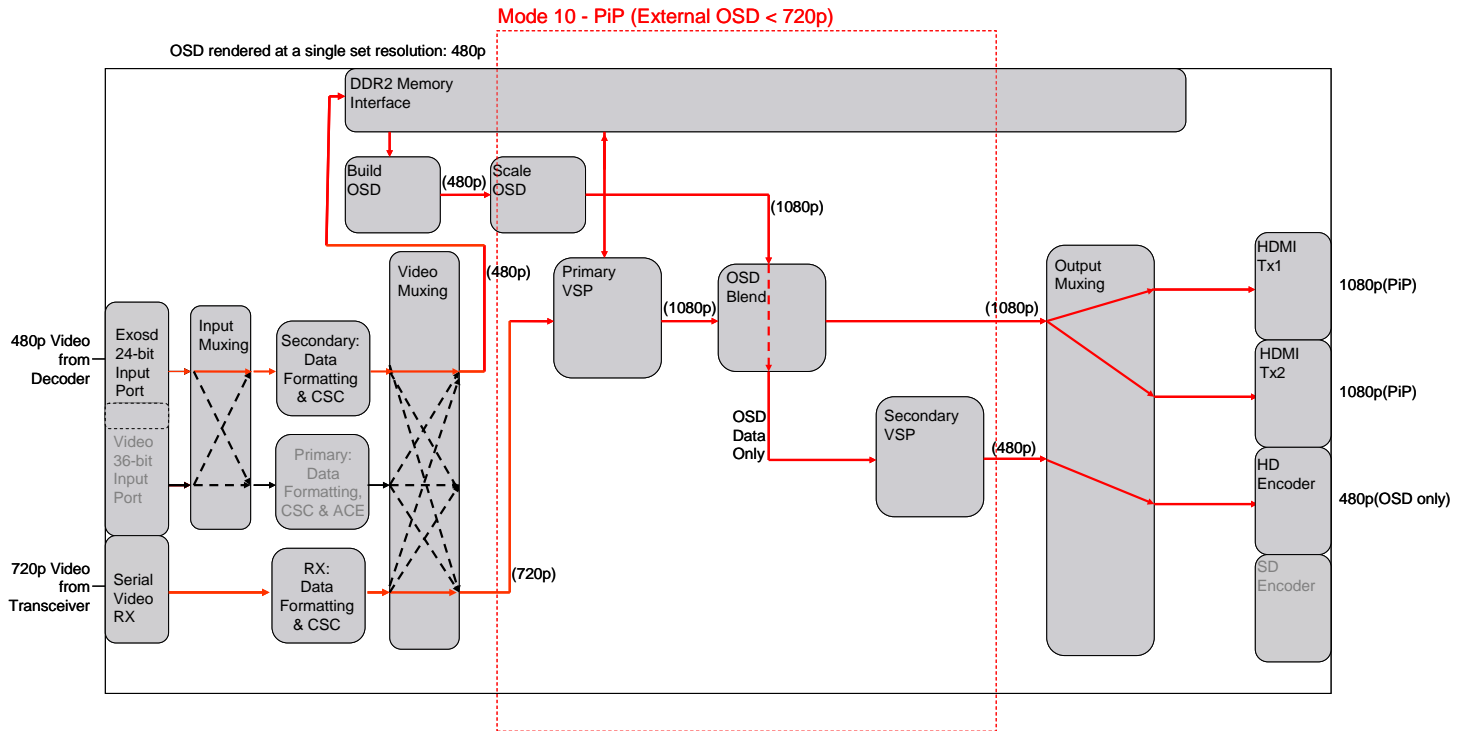 Mode 10 - PiP (External OSD < 720p)
OSD rendered at a single set resolution: 480p
DDR2 Memory
Interface
Build
OSD
(480p)
Scale
OSD
(1080p)
Video
Muxing
(480p)
Primary
VSP
(1080p)
OSD
Blend
(1080p)
Output
Muxing
HDMI
Tx1
1080p(PiP)
HDMI
Tx2
1080p(PiP)
480p Video
from
Decoder
Exosd
24-bit
Input
Port
Input
Muxing
Secondary:
Data
Formatting
& CSC
Video
36-bit
Input
Port
Primary:
Data
Formatting,
CSC & ACE
OSD
Data
Only
Secondary
VSP
(480p)
HD
Encoder
480p(OSD only)
720p Video
from
Transceiver
Serial
Video
RX
RX:
Data
Formatting
& CSC
(720p)
SD
Encoder